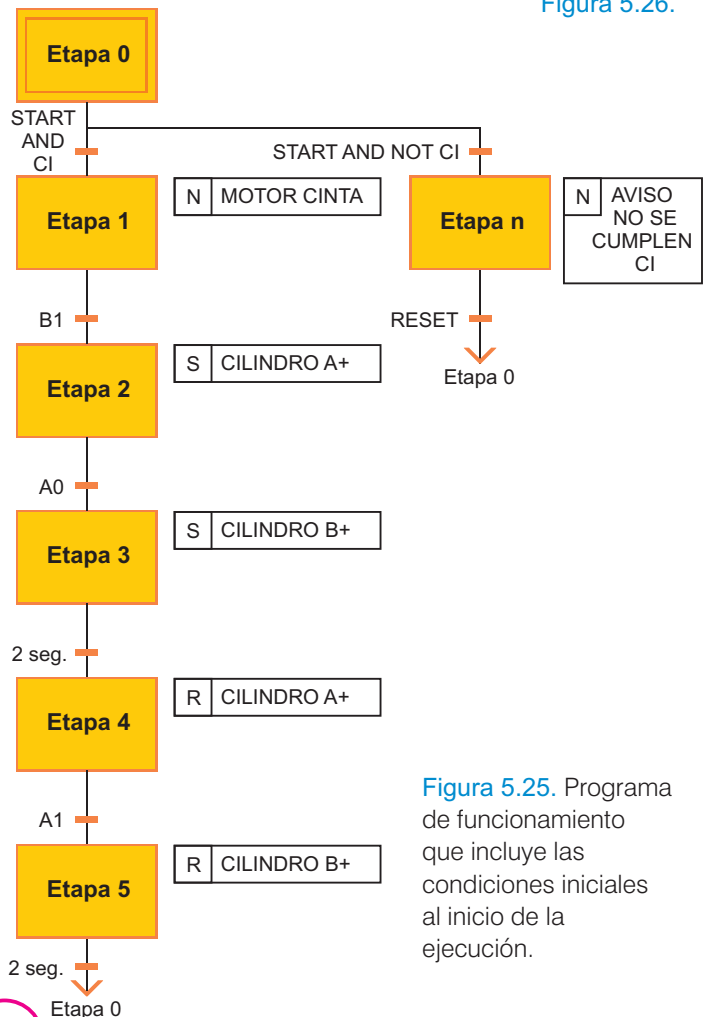 Figura 5.26.
Etapa 0
START
AND
CI
START AND NOT CI
Etapa 1
N MOTOR CINTA
Etapa n
N AVISO
NO SE
CUMPLEN
CI
B1
RESET
Etapa 0
Etapa 2
S CILINDRO A+
A0
Etapa 3
S CILINDRO B+
2 seg.
Etapa 4
R CILINDRO A+
A1
Etapa 5
R CILINDRO B+
2 seg.
Etapa 0
Figura 5.25. Programa
de funcionamiento
que incluye las
condiciones iniciales
al inicio de la
ejecución.